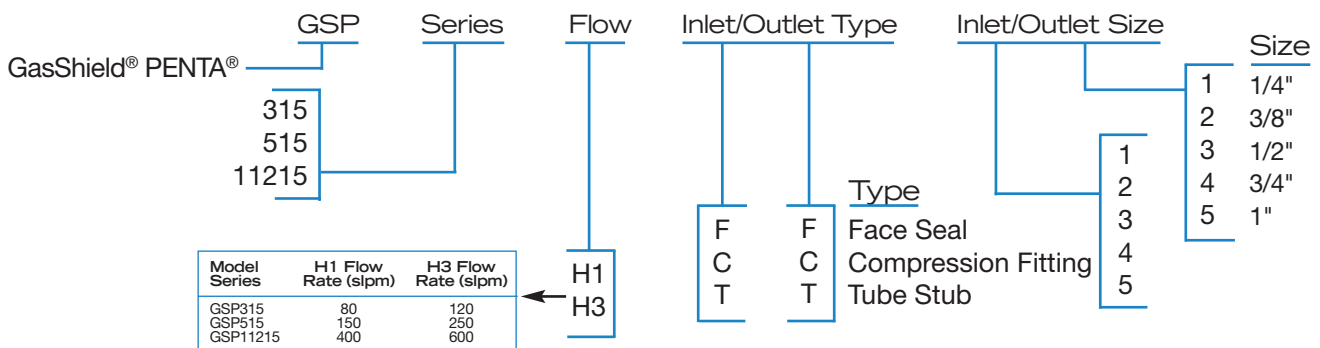 GSP Series Flow Inlet/Outlet Type Inlet/Outlet Size
Size
GasShield® PENTA®
315
515
11215
1 1/4"
2 3/8"
3 1/2"
4 3/4"
5 1"
1
2
3
4
5
Type
F F Face Seal
C C Compression Fitting
T T Tube Stub
H1
H3
Model Series H1 Flow Rate (slpm) H3 Flow Rate (slpm)
GSP315 80 120
GSP515 150 250
GSP11215 400 600